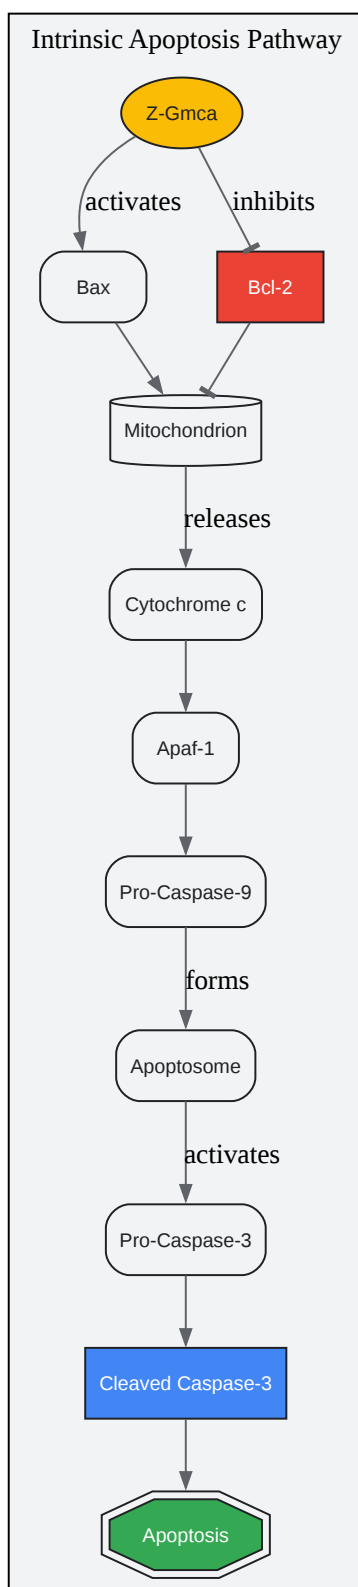 Intrinsic Apoptosis Pathway
Z-Gmca
activates
inhibits
Bax
Bcl-2
Mitochondrion
releases
Cytochrome c
Apaf-1
Pro-Caspase-9
forms
Apoptosome
activates
Pro-Caspase-3
Cleaved Caspase-3
Apoptosis